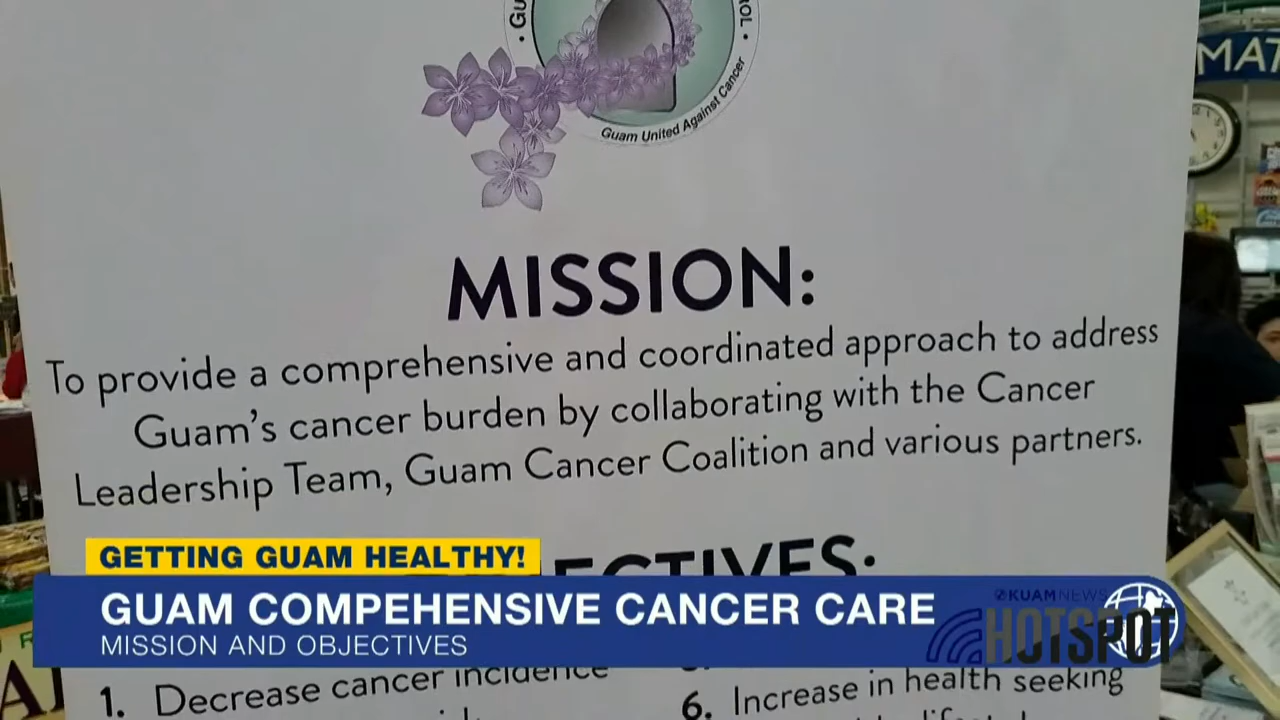 Guam United Against Cancer
MAT
MISSION:
To provide a comprehensive and coordinated approach to address
Guam's cancer burden by collaborating with the Cancer
Leadership Team, Guam Cancer Coalition and various partners.
GETTING GUAM HEALTHY!
GUAM COMPEHENSIVE CANCER CARE
MISSION AND OBJECTIVES
KUAMNEWS
HOTSPOT
1. Decrease cancer incidence
6. Increase in health seeking